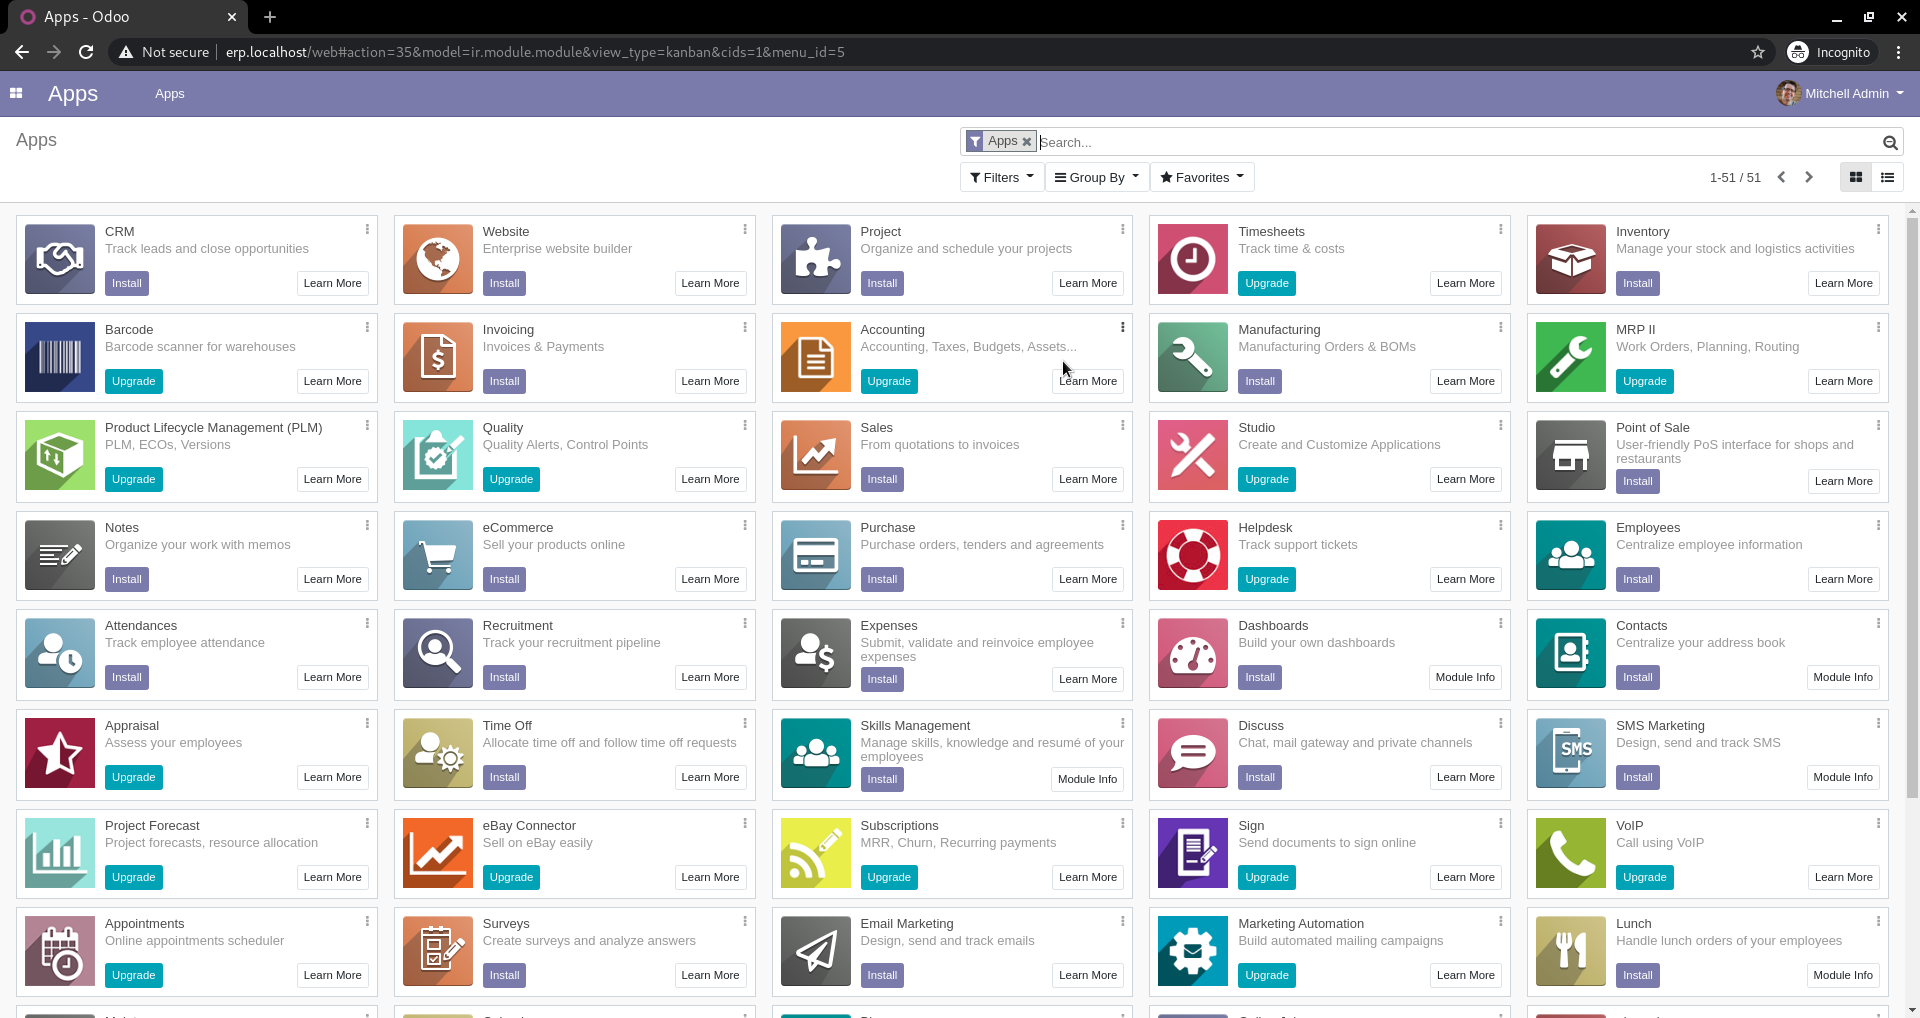 Apps - Odoo
Not secure erp.localhost/web#action=35&model=ir.module.module&view_type=kanban&cids=1&menu_id=5
Incognito
Apps Apps Mitchell Admin
Apps
Apps Search...
Filters Group By Favorites 1-51 / 51
CRM
Track leads and close opportunities
Install Learn More
Website
Enterprise website builder
Install Learn More
Project
Organize and schedule your projects
Install Learn More
Timesheets
Track time & costs
Upgrade Learn More
Inventory
Manage your stock and logistics activities
Install Learn More
Barcode
Barcode scanner for warehouses
Upgrade Learn More
Invoicing
Invoices & Payments
Install Learn More
Accounting
Accounting, Taxes, Budgets, Assets...
Upgrade Learn More
Manufacturing
Manufacturing Orders & BOMs
Install Learn More
MRP II
Work Orders, Planning, Routing
Upgrade Learn More
Product Lifecycle Management (PLM)
PLM, ECOs, Versions
Upgrade Learn More
Quality
Quality Alerts, Control Points
Upgrade Learn More
Sales
From quotations to invoices
Install Learn More
Studio
Create and Customize Applications
Upgrade Learn More
Point of Sale
User-friendly PoS interface for shops and
restaurants
Install Learn More
Notes
Organize your work with memos
Install Learn More
eCommerce
Sell your products online
Install Learn More
Purchase
Purchase orders, tenders and agreements
Install Learn More
Helpdesk
Track support tickets
Upgrade Learn More
Employees
Centralize employee information
Install Learn More
Attendances
Track employee attendance
Install Learn More
Recruitment
Track your recruitment pipeline
Install Learn More
Expenses
Submit, validate and reinvoice employee
expenses
Install Learn More
Dashboards
Build your own dashboards
Install Module Info
Contacts
Centralize your address book
Install Module Info
Appraisal
Assess your employees
Upgrade Learn More
Time Off
Allocate time off and follow time off requests
Install Learn More
Skills Management
Manage skills, knowledge and resumé of your
employees
Install Module Info
Discuss
Chat, mail gateway and private channels
Install Learn More
SMS
SMS Marketing
Design, send and track SMS
Install Module Info
Project Forecast
Project forecasts, resource allocation
Upgrade Learn More
eBay Connector
Sell on eBay easily
Upgrade Learn More
Subscriptions
MRR, Churn, Recurring payments
Upgrade Learn More
Sign
Send documents to sign online
Upgrade Learn More
VoIP
Call using VoIP
Upgrade Learn More
Appointments
Online appointments scheduler
Upgrade Learn More
Surveys
Create surveys and analyze answers
Install Learn More
Email Marketing
Design, send and track emails
Install Learn More
Marketing Automation
Build automated mailing campaigns
Upgrade Learn More
Lunch
Handle lunch orders of your employees
Install Module Info